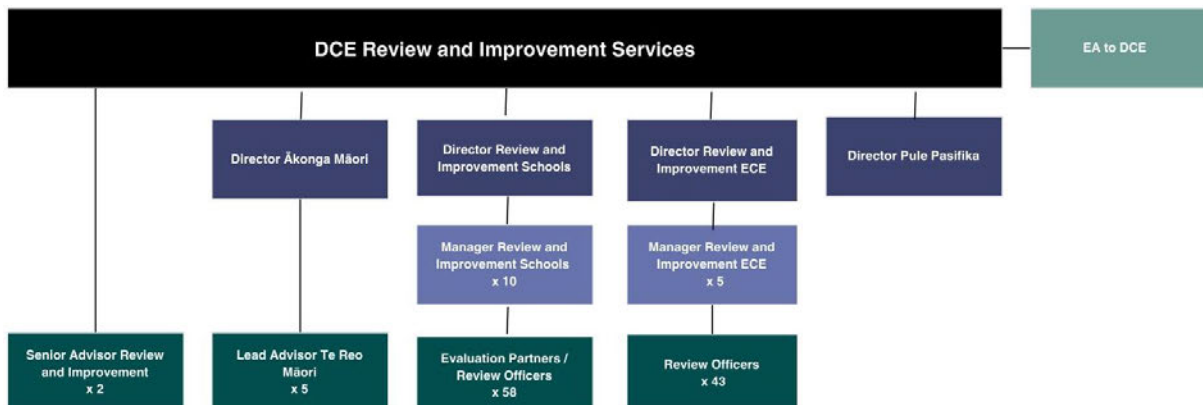 DCE Review and Improvement Services
EA to DCE
Director Ākonga Māori
Director Review and
Improvement Schools
Director Review and
Improvement ECE
Director Pule Pasifika
Manager Review and
Improvement Schools
x 10
Manager Review and
Improvement ECE
x 5
Senior Advisor Review
and Improvement
x 2
Lead Advisor Te Reo
Māori
x 5
Evaluation Partners /
Review Officers
x 58
Review Officers
x 43